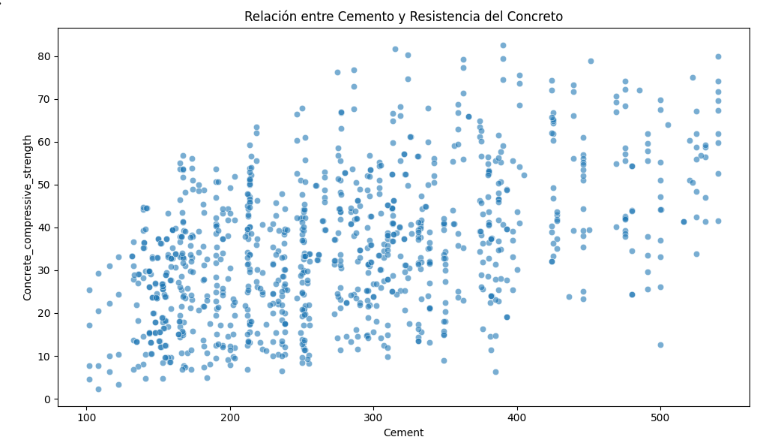 Relación entre Cemento y Resistencia del Concreto
Concrete_compressive_strength
80
70
60
50
40
30
20
10
0
100 200 300 400 500
Cement